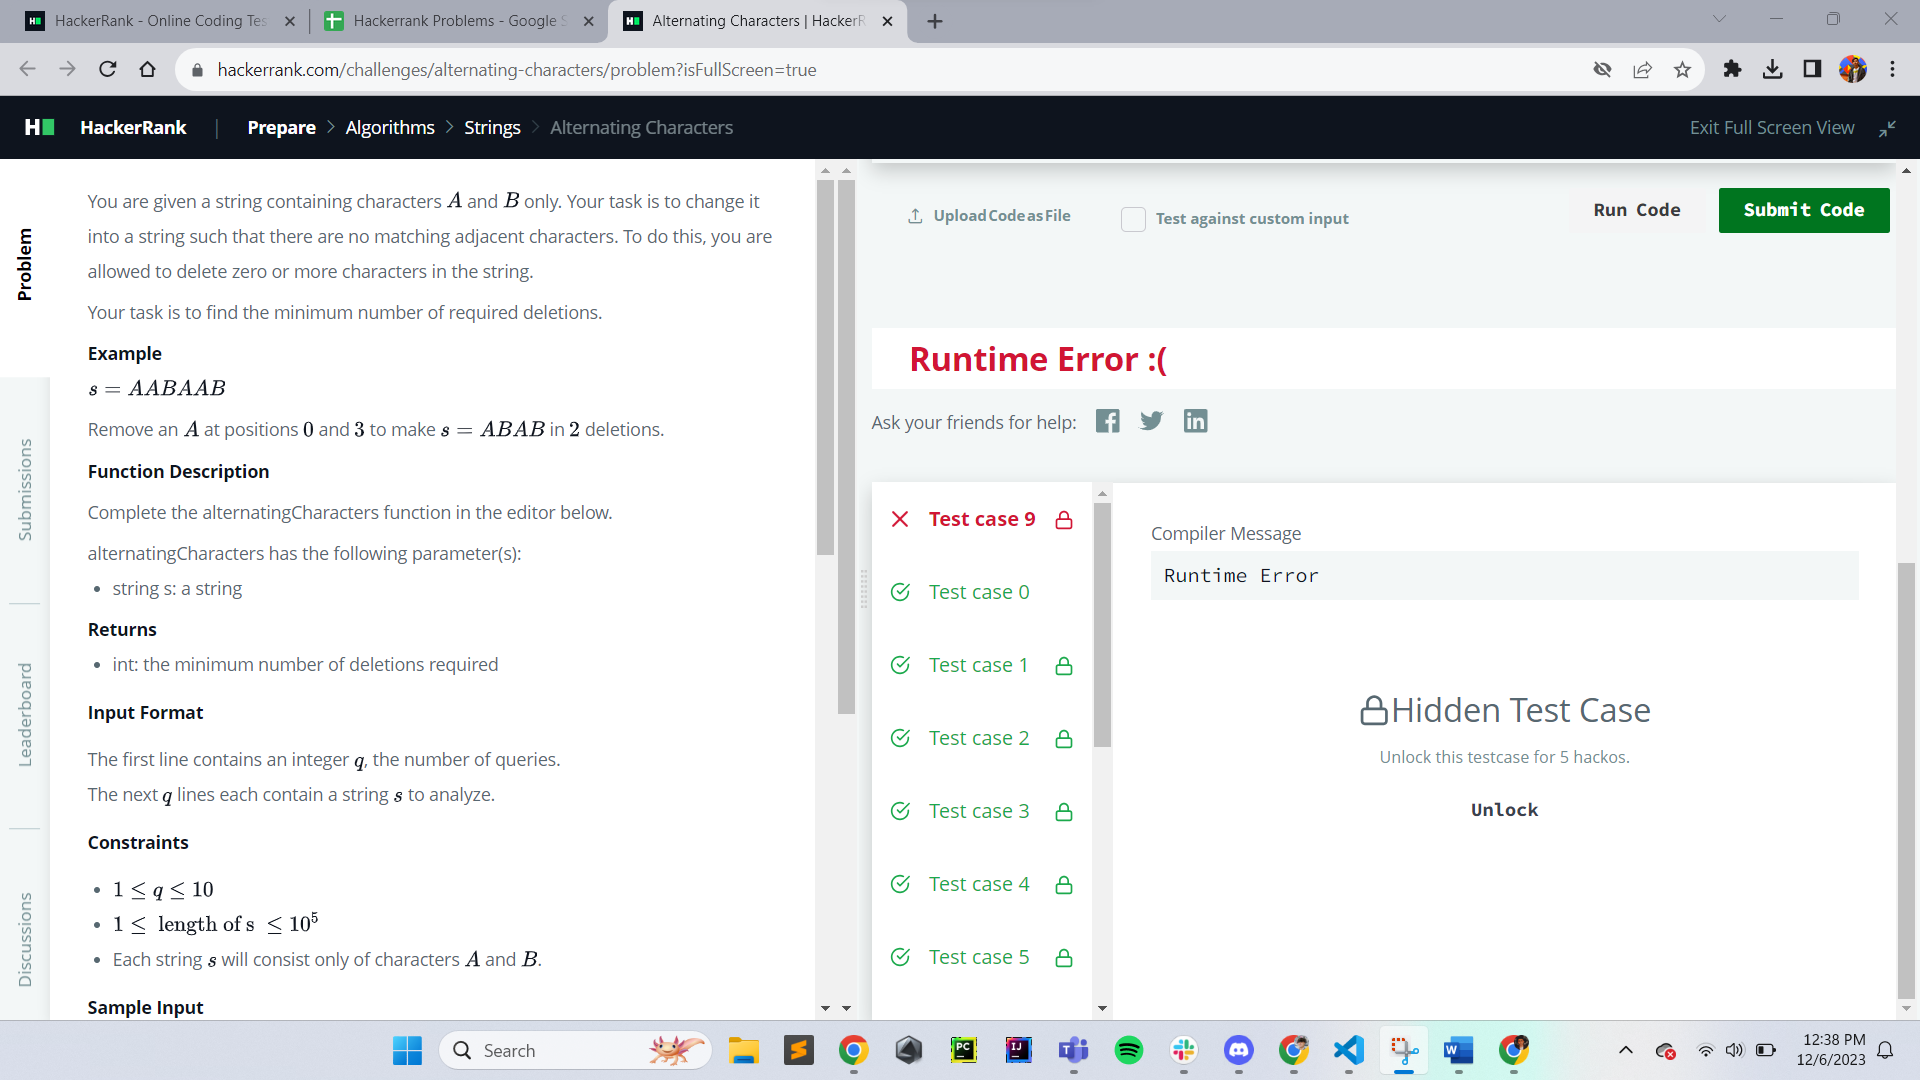 HackerRank - Online Coding Tes
Hackerrank Problems - Google S
Alternating Characters | HackerR
hackerrank.com/challenges/alternating-characters/problem?isFullScreen=true
HackerRank | Prepare > Algorithms > Strings > Alternating Characters
Exit Full Screen View
Problem
Submissions
Leaderboard
Discussions
You are given a string containing characters A and B only. Your task is to change it
into a string such that there are no matching adjacent characters. To do this, you are
allowed to delete zero or more characters in the string.
Your task is to find the minimum number of required deletions.
Example
s = AABAAB
Remove an A at positions 0 and 3 to make s = ABAB in 2 deletions.
Function Description
Complete the alternatingCharacters function in the editor below.
alternatingCharacters has the following parameter(s):
• string s: a string
Returns
• int: the minimum number of deletions required
Input Format
The first line contains an integer q, the number of queries.
The next q lines each contain a string s to analyze.
Constraints
• 1 ≤ q ≤ 10
• 1 ≤ length of s ≤ 10⁵
• Each string s will consist only of characters A and B.
Sample Input
Upload Code as File
Test against custom input
Run Code
Submit Code
Runtime Error :(
Ask your friends for help:
Test case 9
Test case 0
Test case 1
Test case 2
Test case 3
Test case 4
Test case 5
Compiler Message
Runtime Error
Hidden Test Case
Unlock this testcase for 5 hackos.
Unlock
Search
12:38 PM
12/6/2023